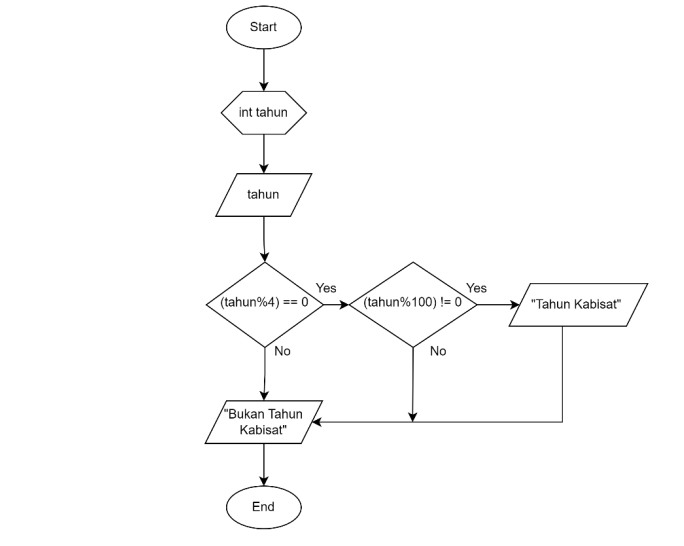 Start
int tahun
tahun
(tahun%4) == 0
Yes
(tahun%100) != 0
Yes
"Tahun Kabisat"
No
No
"Bukan Tahun
Kabisat"
End